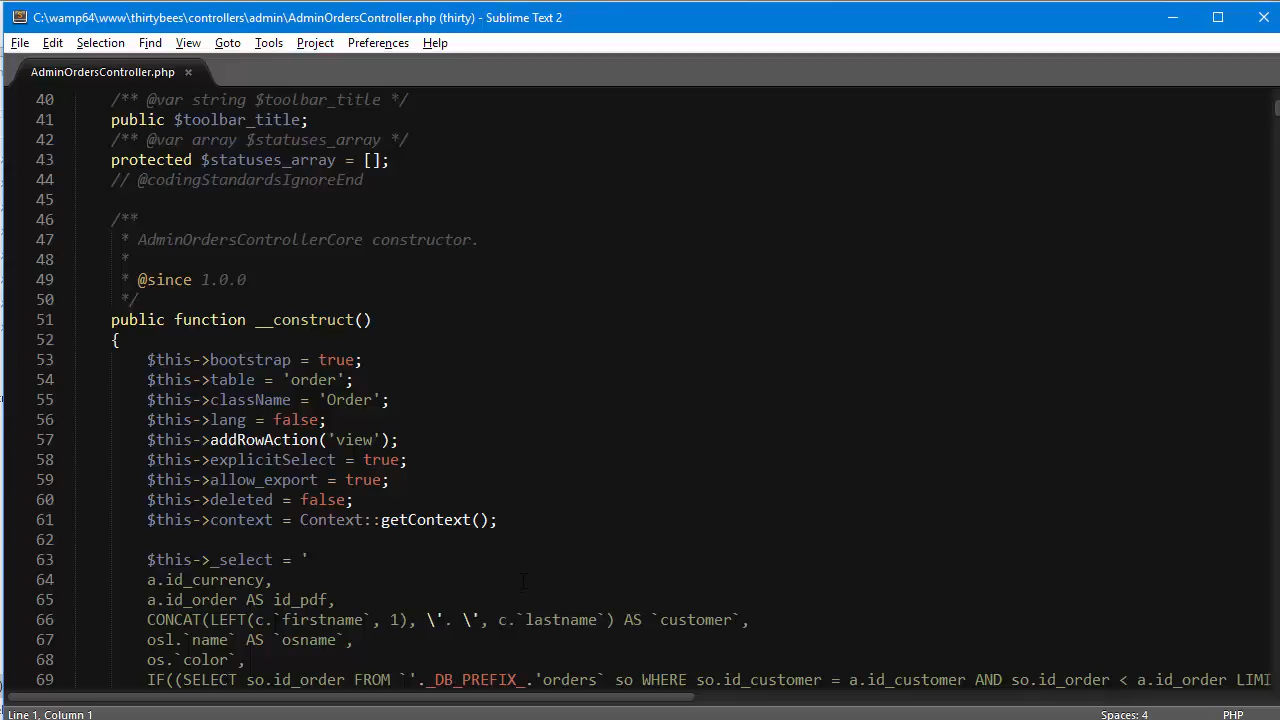 C:\wamp64\www\thirtybees\controllers\admin\AdminOrdersController.php (thirty) - Sublime Text 2
File Edit Selection Find View Goto Tools Project Preferences Help
AdminOrdersController.php ×
40 /** @var string $toolbar_title */
41 public $toolbar_title;
42 /** @var array $statuses_array */
43 protected $statuses_array = [];
44 // @codingStandardsIgnoreEnd
45
46 /**
47 * AdminOrdersControllerCore constructor.
48 *
49 * @since 1.0.0
50 */
51 public function __construct()
52 {
53 $this->bootstrap = true;
54 $this->table = 'order';
55 $this->className = 'Order';
56 $this->lang = false;
57 $this->addRowAction('view');
58 $this->explicitSelect = true;
59 $this->allow_export = true;
60 $this->deleted = false;
61 $this->context = Context::getContext();
62
63 $this->_select = '
64 a.id_currency,
65 a.id_order AS id_pdf,
66 CONCAT(LEFT(c.`firstname`, 1), \'. \', c.`lastname`) AS `customer`,
67 osl.`name` AS `osname`,
68 os.`color`,
69 IF((SELECT so.id_order FROM `'._DB_PREFIX_.'orders` so WHERE so.id_customer = a.id_customer AND so.id_order < a.id_order LIMI
Line 1, Column 1 Spaces: 4 PHP